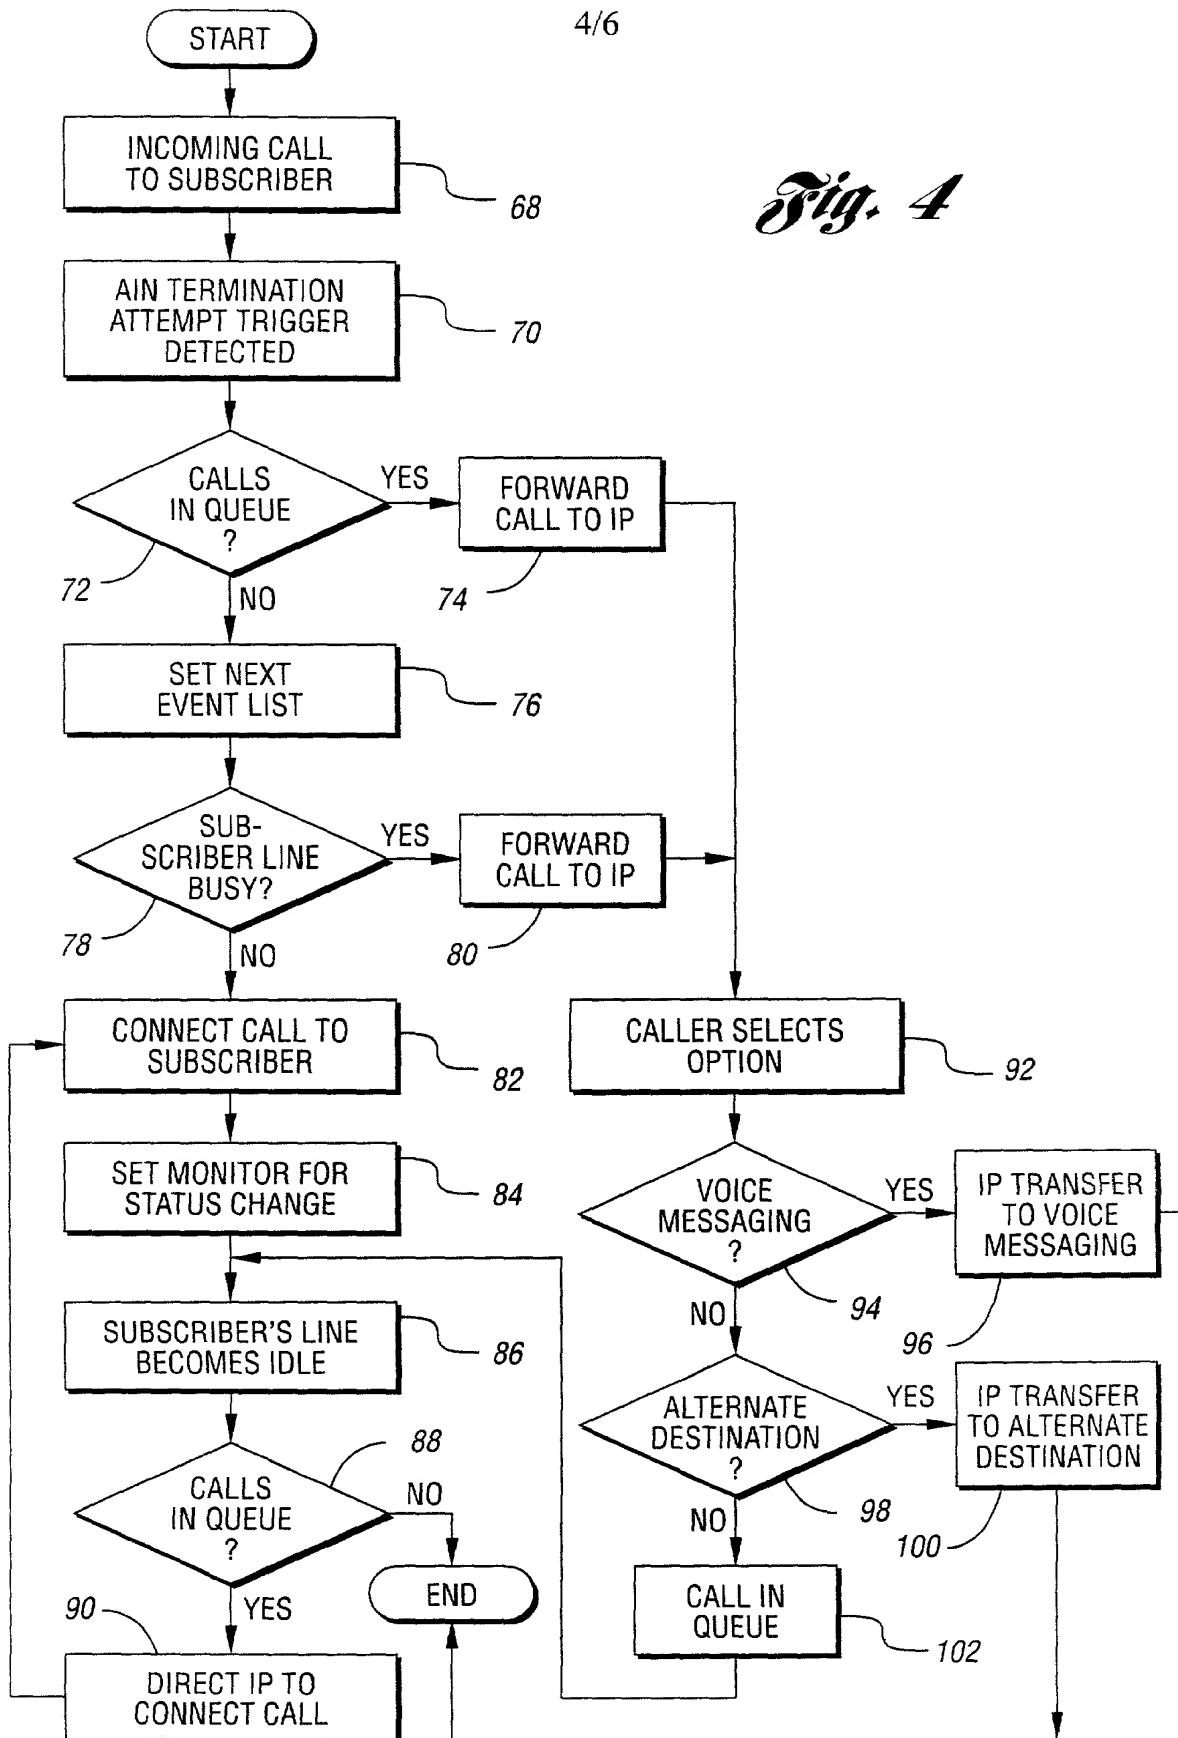 4/6
START
INCOMING CALL
TO SUBSCRIBER
68
Fig. 4
AIN TERMINATION
ATTEMPT TRIGGER
DETECTED
70
CALLS
IN QUEUE
?
72
YES
FORWARD
CALL TO IP
74
NO
SET NEXT
EVENT LIST
76
SUB-
SCRIBER LINE
BUSY?
78
YES
FORWARD
CALL TO IP
80
NO
CONNECT CALL TO
SUBSCRIBER
82
CALLER SELECTS
OPTION
92
SET MONITOR FOR
STATUS CHANGE
84
VOICE
MESSAGING
?
94
YES
IP TRANSFER
TO VOICE
MESSAGING
96
NO
SUBSCRIBER'S LINE
BECOMES IDLE
86
ALTERNATE
DESTINATION
?
98
YES
IP TRANSFER
TO ALTERNATE
DESTINATION
100
NO
CALLS
IN QUEUE
?
88
NO
END
YES
CALL IN
QUEUE
102
90
DIRECT IP TO
CONNECT CALL